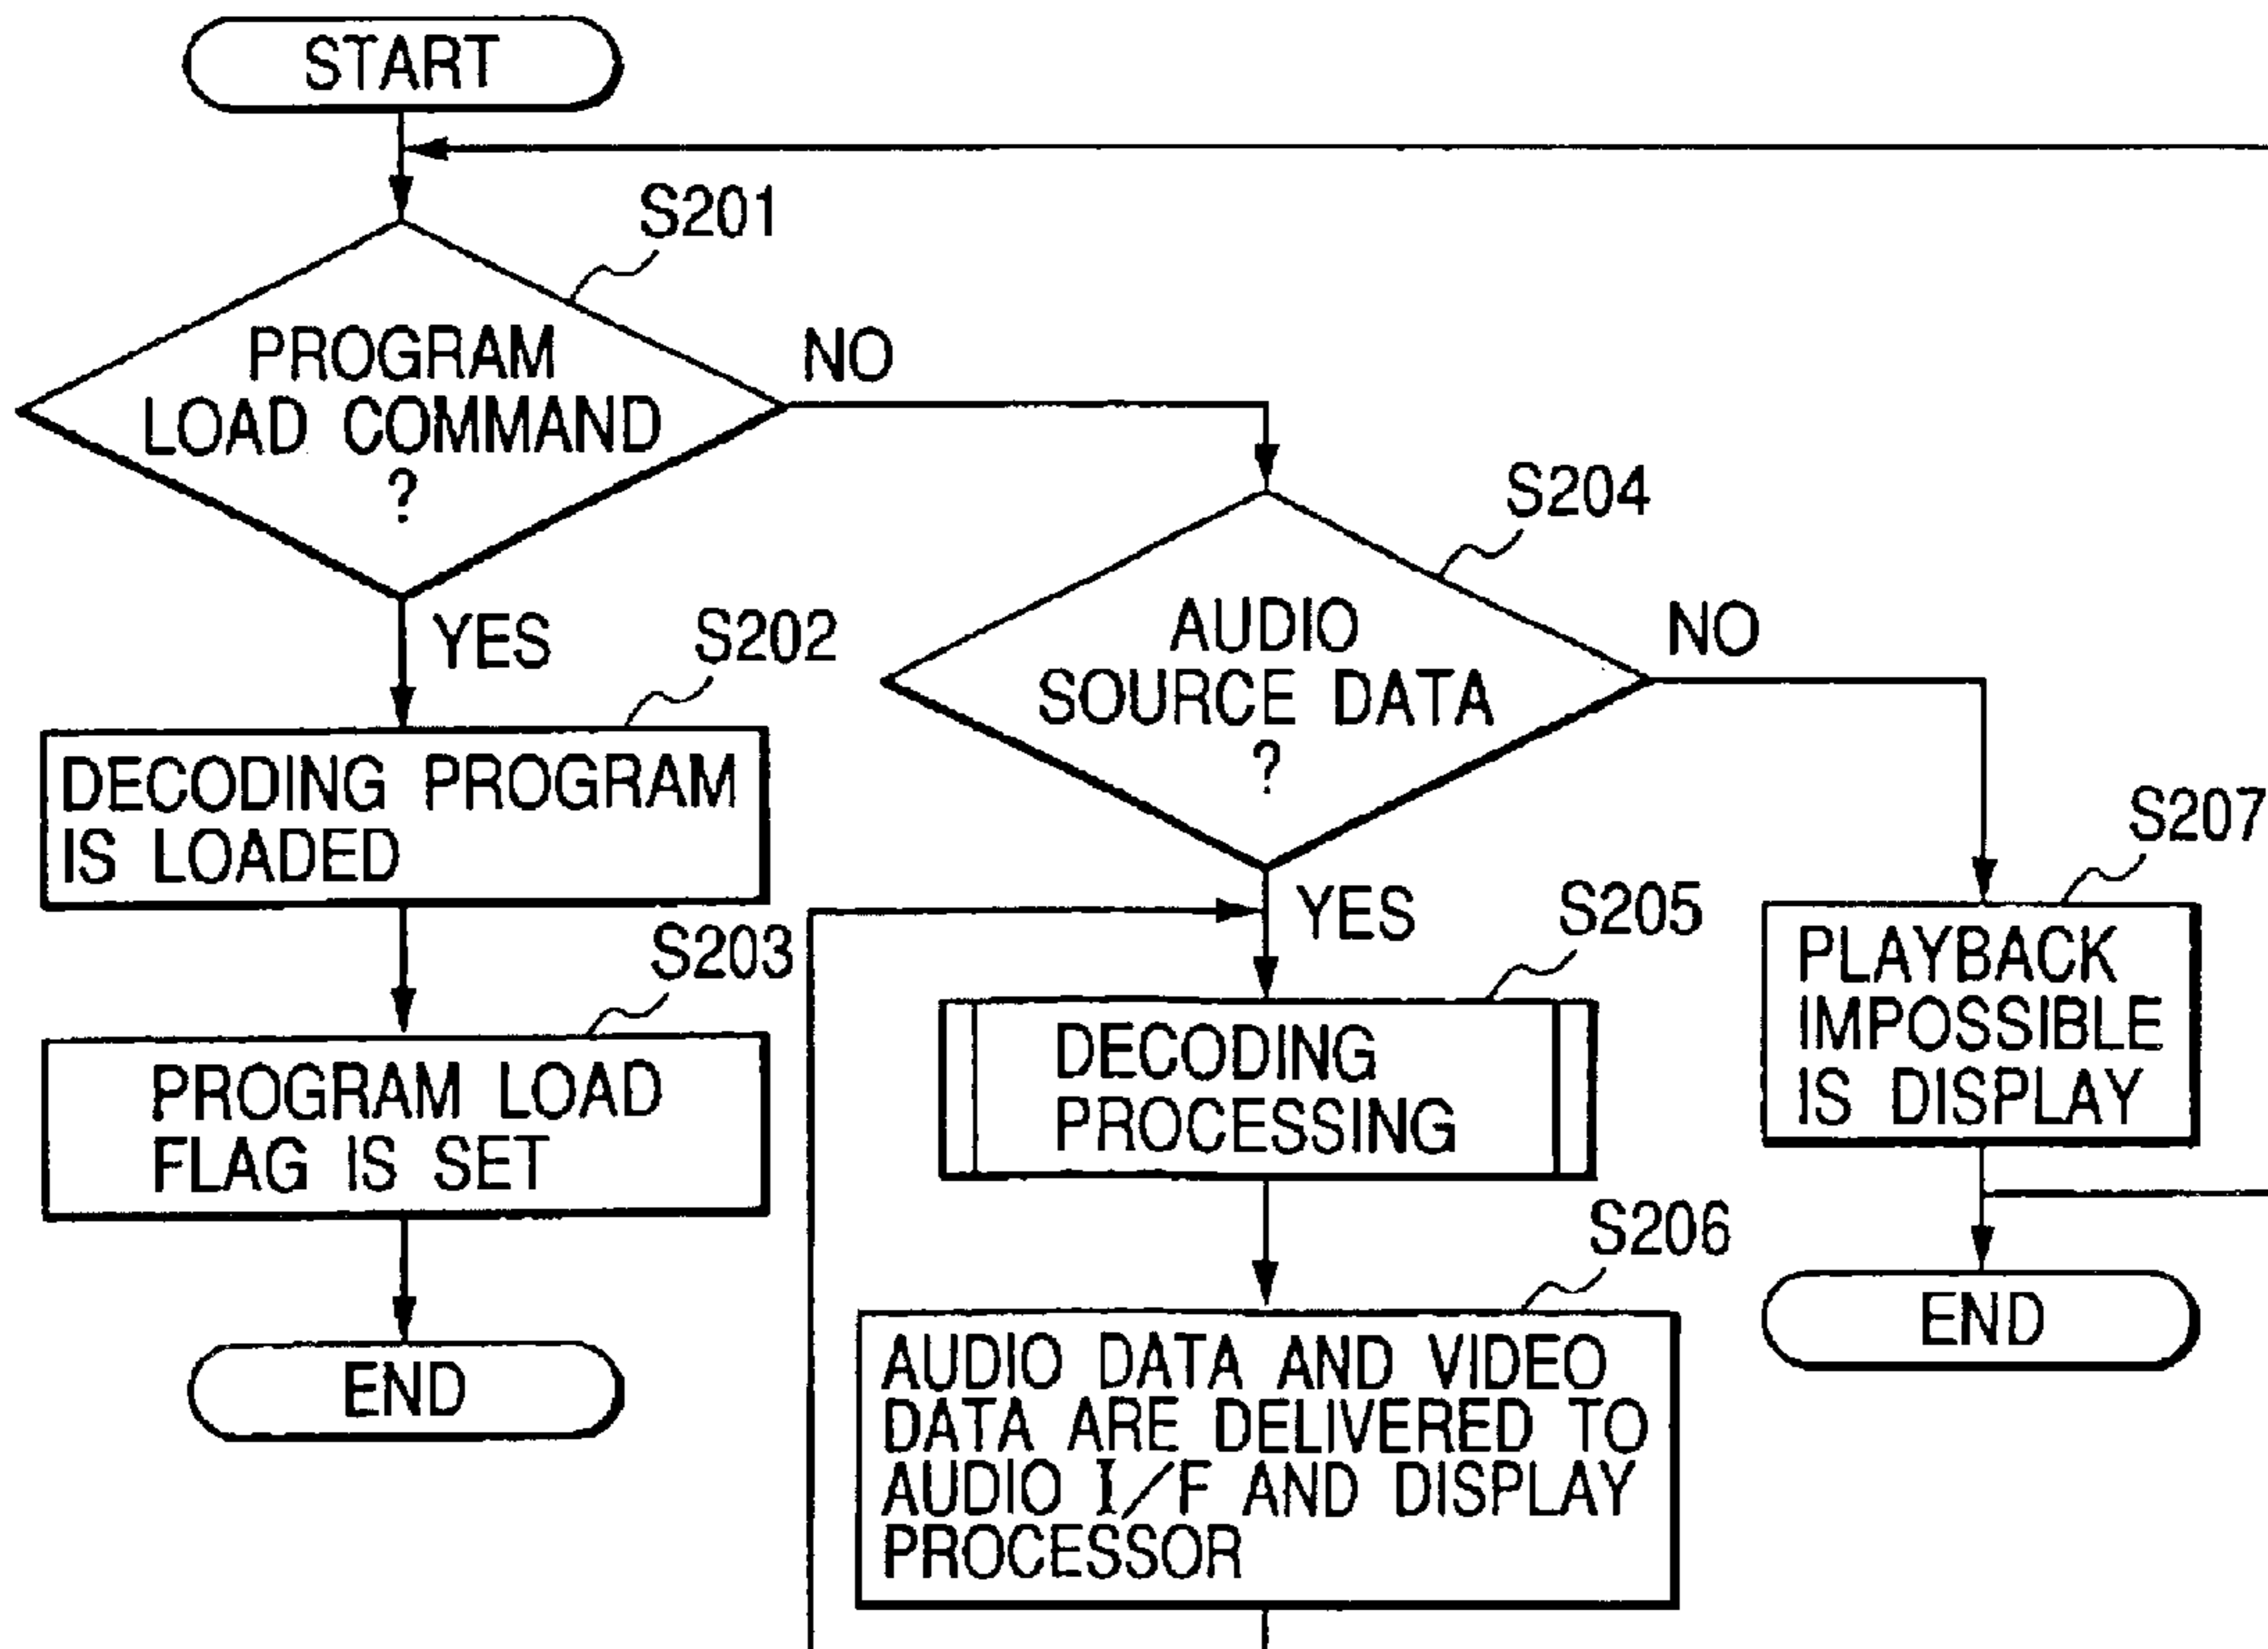 START
S201
PROGRAM
LOAD COMMAND
?
NO
YES
S202
DECODING PROGRAM
IS LOADED
S203
PROGRAM LOAD
FLAG IS SET
END
S204
AUDIO
SOURCE DATA
?
NO
YES
S205
DECODING
PROCESSING
S206
AUDIO DATA AND VIDEO
DATA ARE DELIVERED TO
AUDIO I/F AND DISPLAY
PROCESSOR
S207
PLAYBACK
IMPOSSIBLE
IS DISPLAY
END